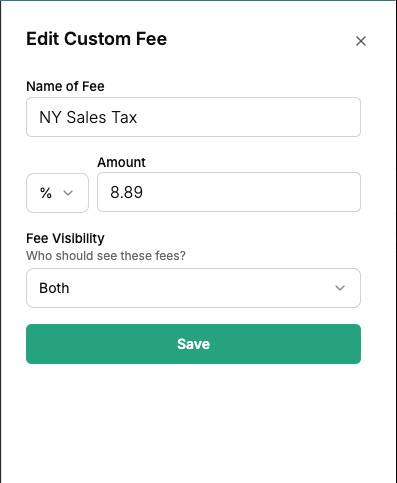 Edit Custom Fee
Name of Fee
NY Sales Tax
Amount
%
8.89
Fee Visibility
Who should see these fees?
Both
Save